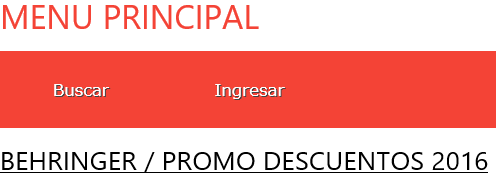 MENU PRINCIPAL
Buscar Ingresar
BEHRINGER / PROMO DESCUENTOS 2016